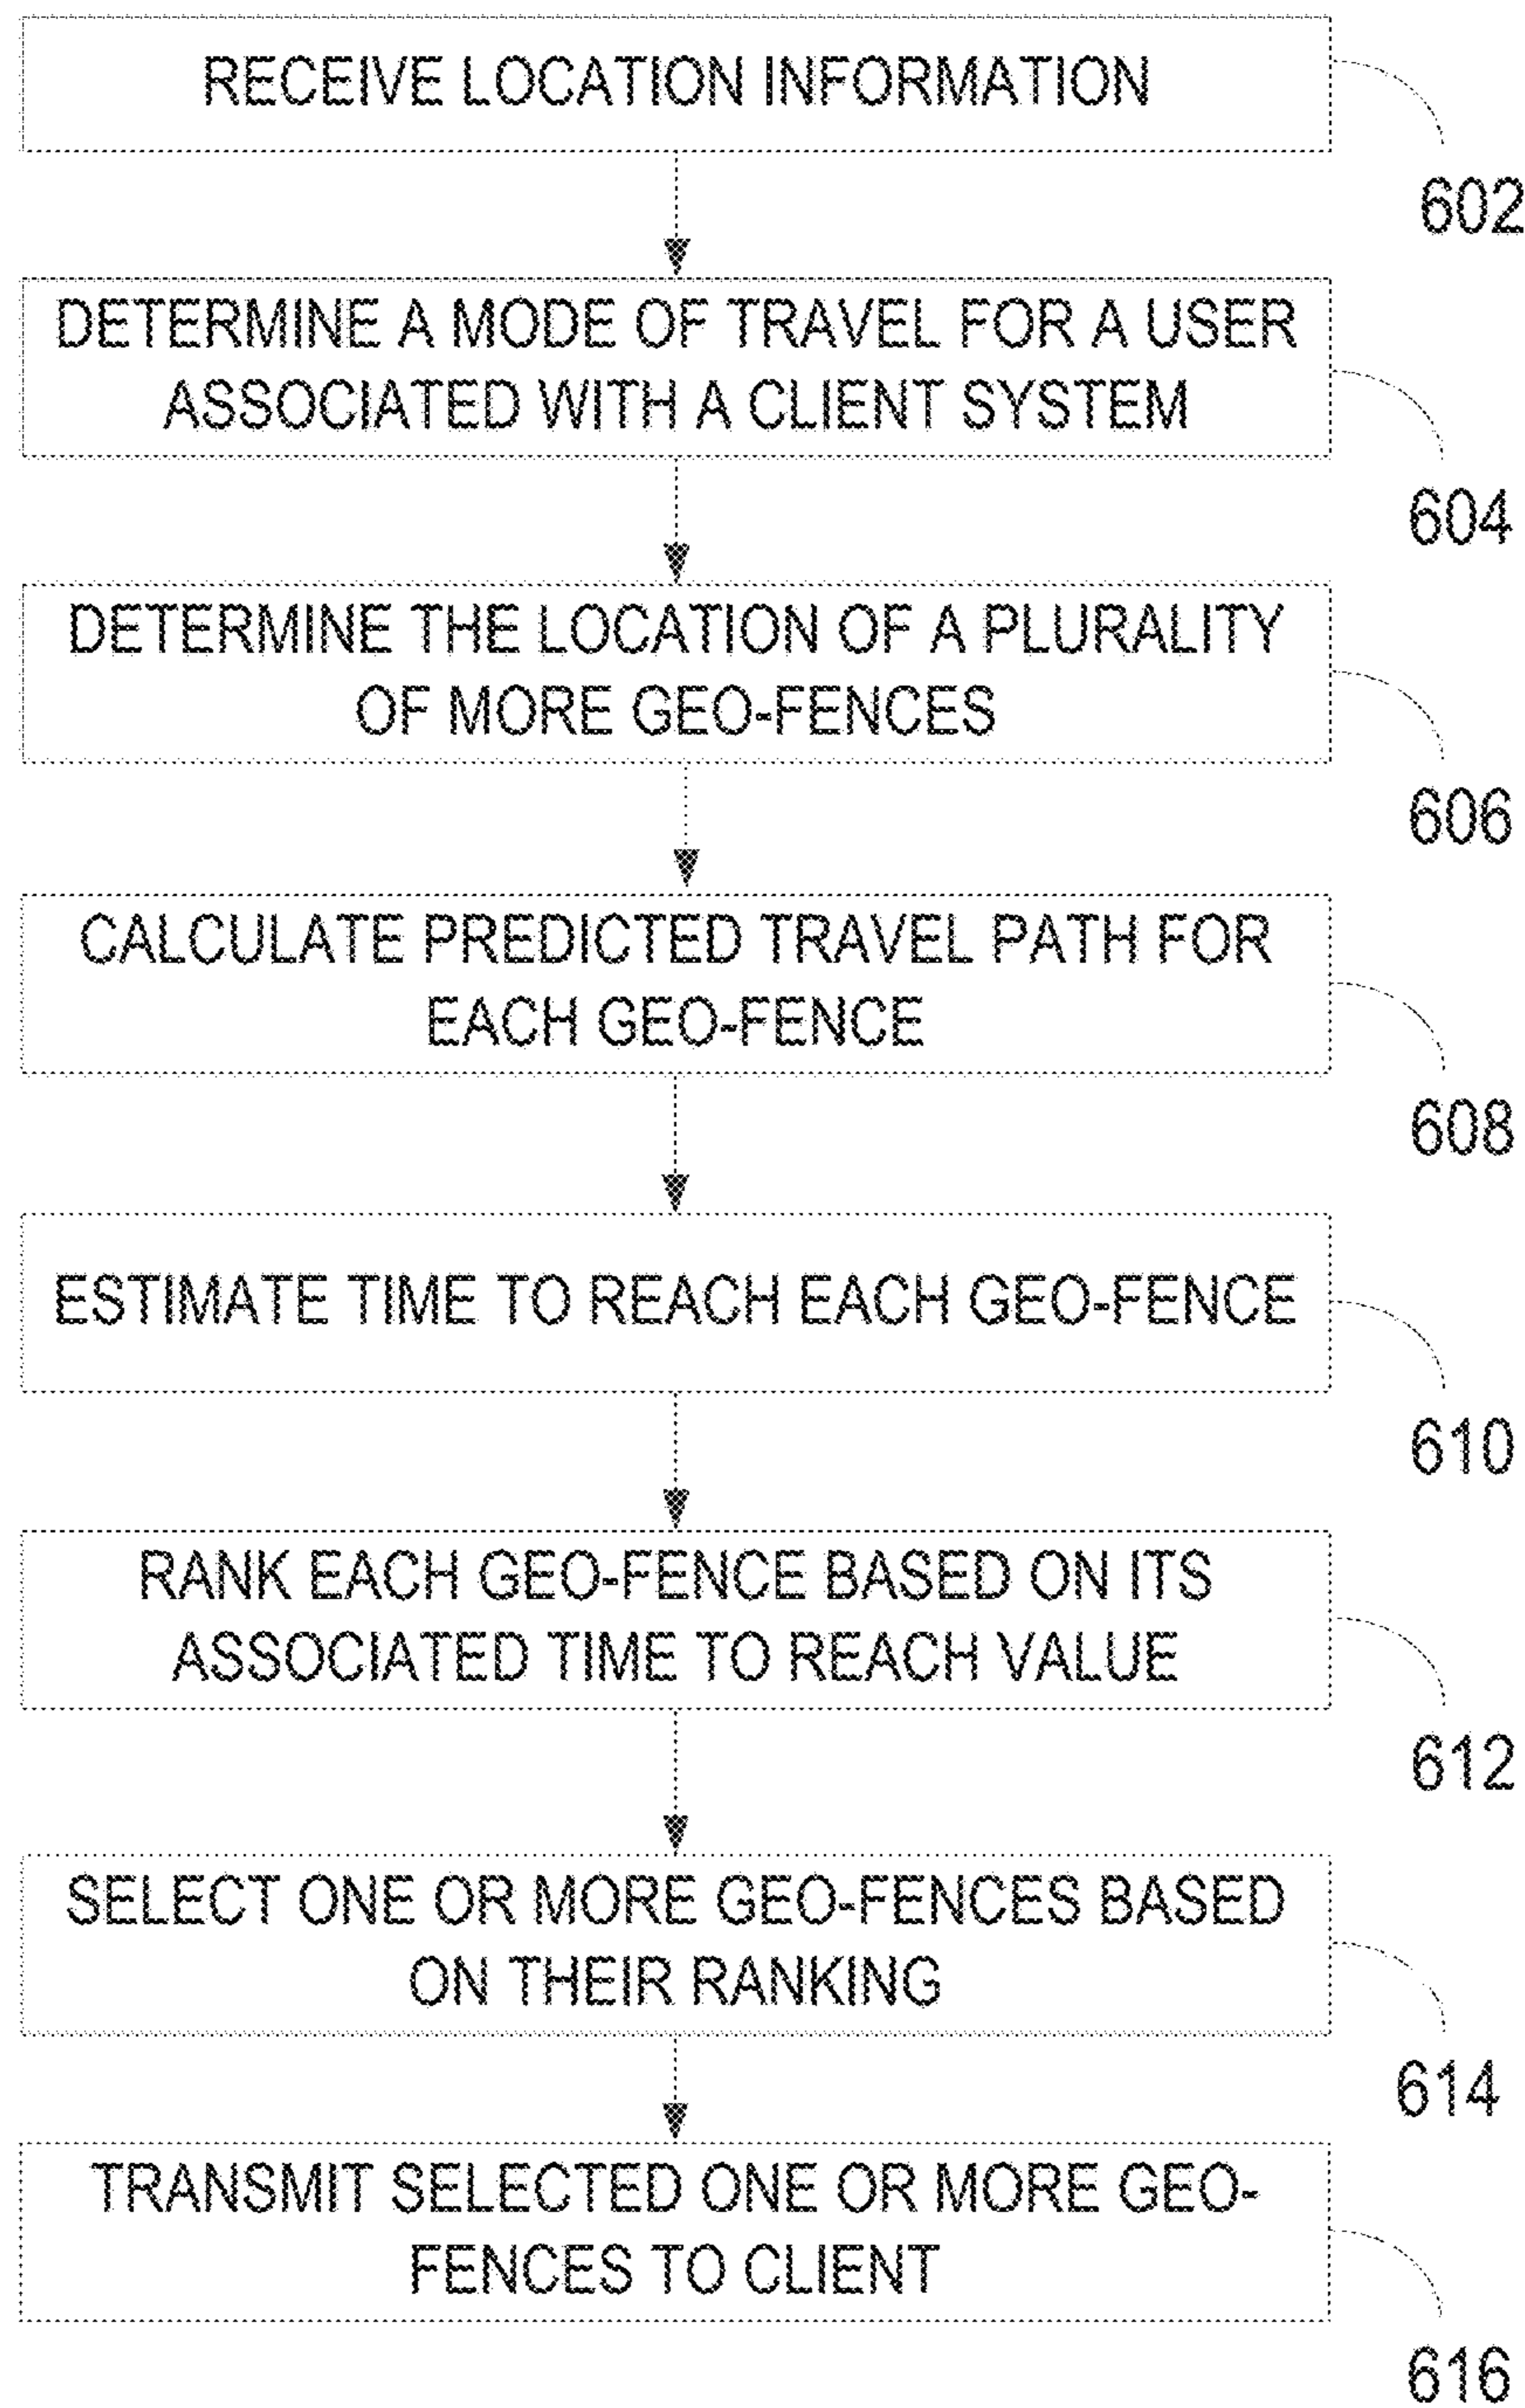 RECEIVE LOCATION INFORMATION
602
DETERMINE A MODE OF TRAVEL FOR A USER
ASSOCIATED WITH A CLIENT SYSTEM
604
DETERMINE THE LOCATION OF A PLURALITY
OF MORE GEO-FENCES
606
CALCULATE PREDICTED TRAVEL PATH FOR
EACH GEO-FENCE
608
ESTIMATE TIME TO REACH EACH GEO-FENCE
610
RANK EACH GEO-FENCE BASED ON ITS
ASSOCIATED TIME TO REACH VALUE
612
SELECT ONE OR MORE GEO-FENCES BASED
ON THEIR RANKING
614
TRANSMIT SELECTED ONE OR MORE GEO-
FENCES TO CLIENT
616